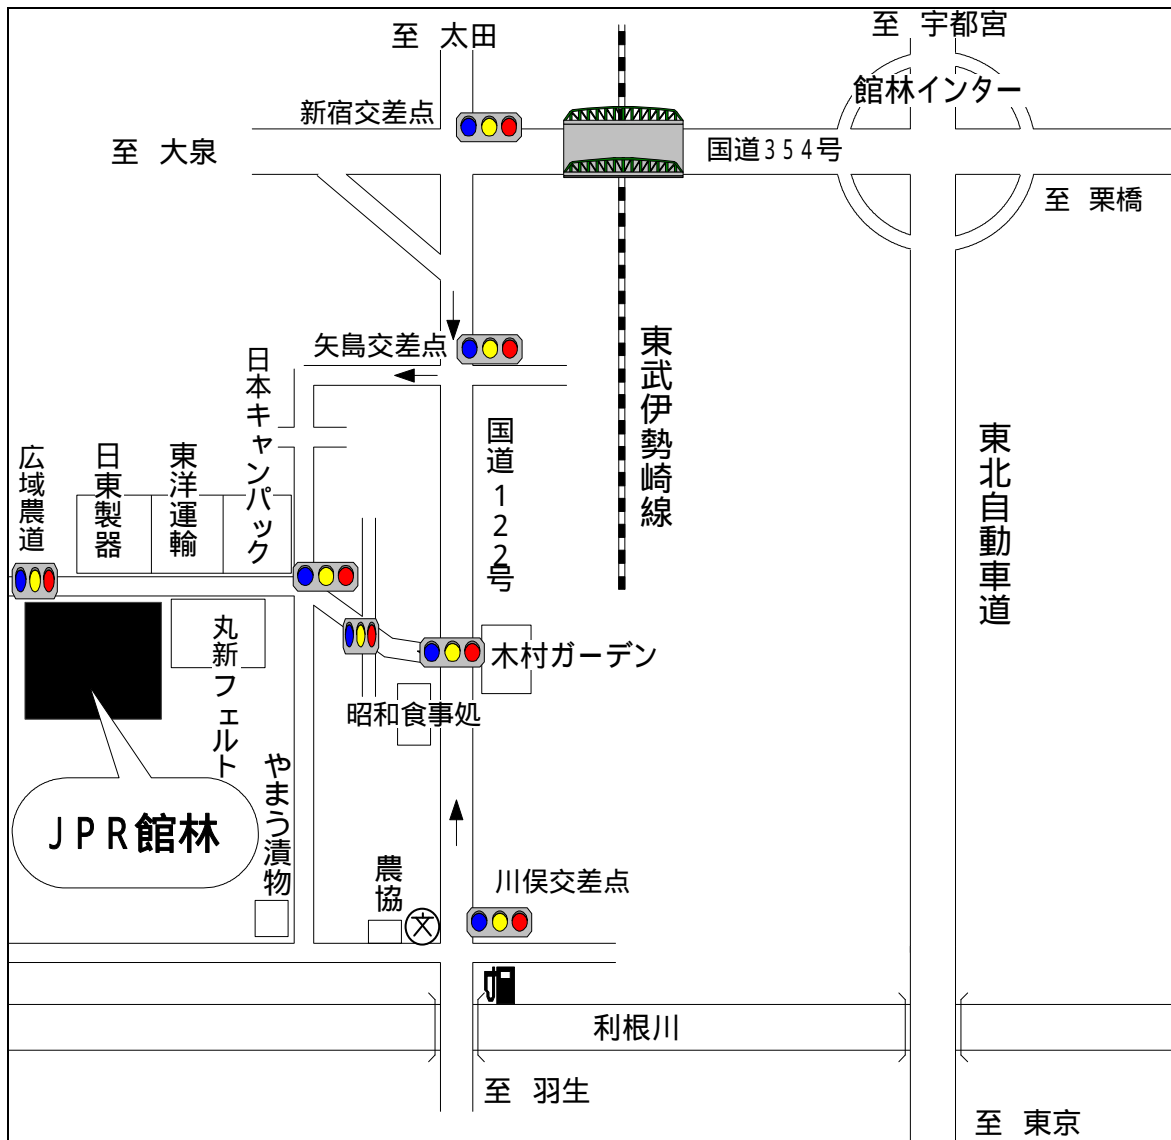 至 太田
至 宇都宮
館林インター
新宿交差点
至 大泉
国道354号
至 栗橋
矢島交差点
東武伊勢崎線
日本キャンパック
国道122号
東北自動車道
広域農道
日東製器
東洋運輸
丸新フェルト
木村ガーデン
昭和食事処
やまう漬物
JPR館林
農協
文
川俣交差点
利根川
至 羽生
至 東京